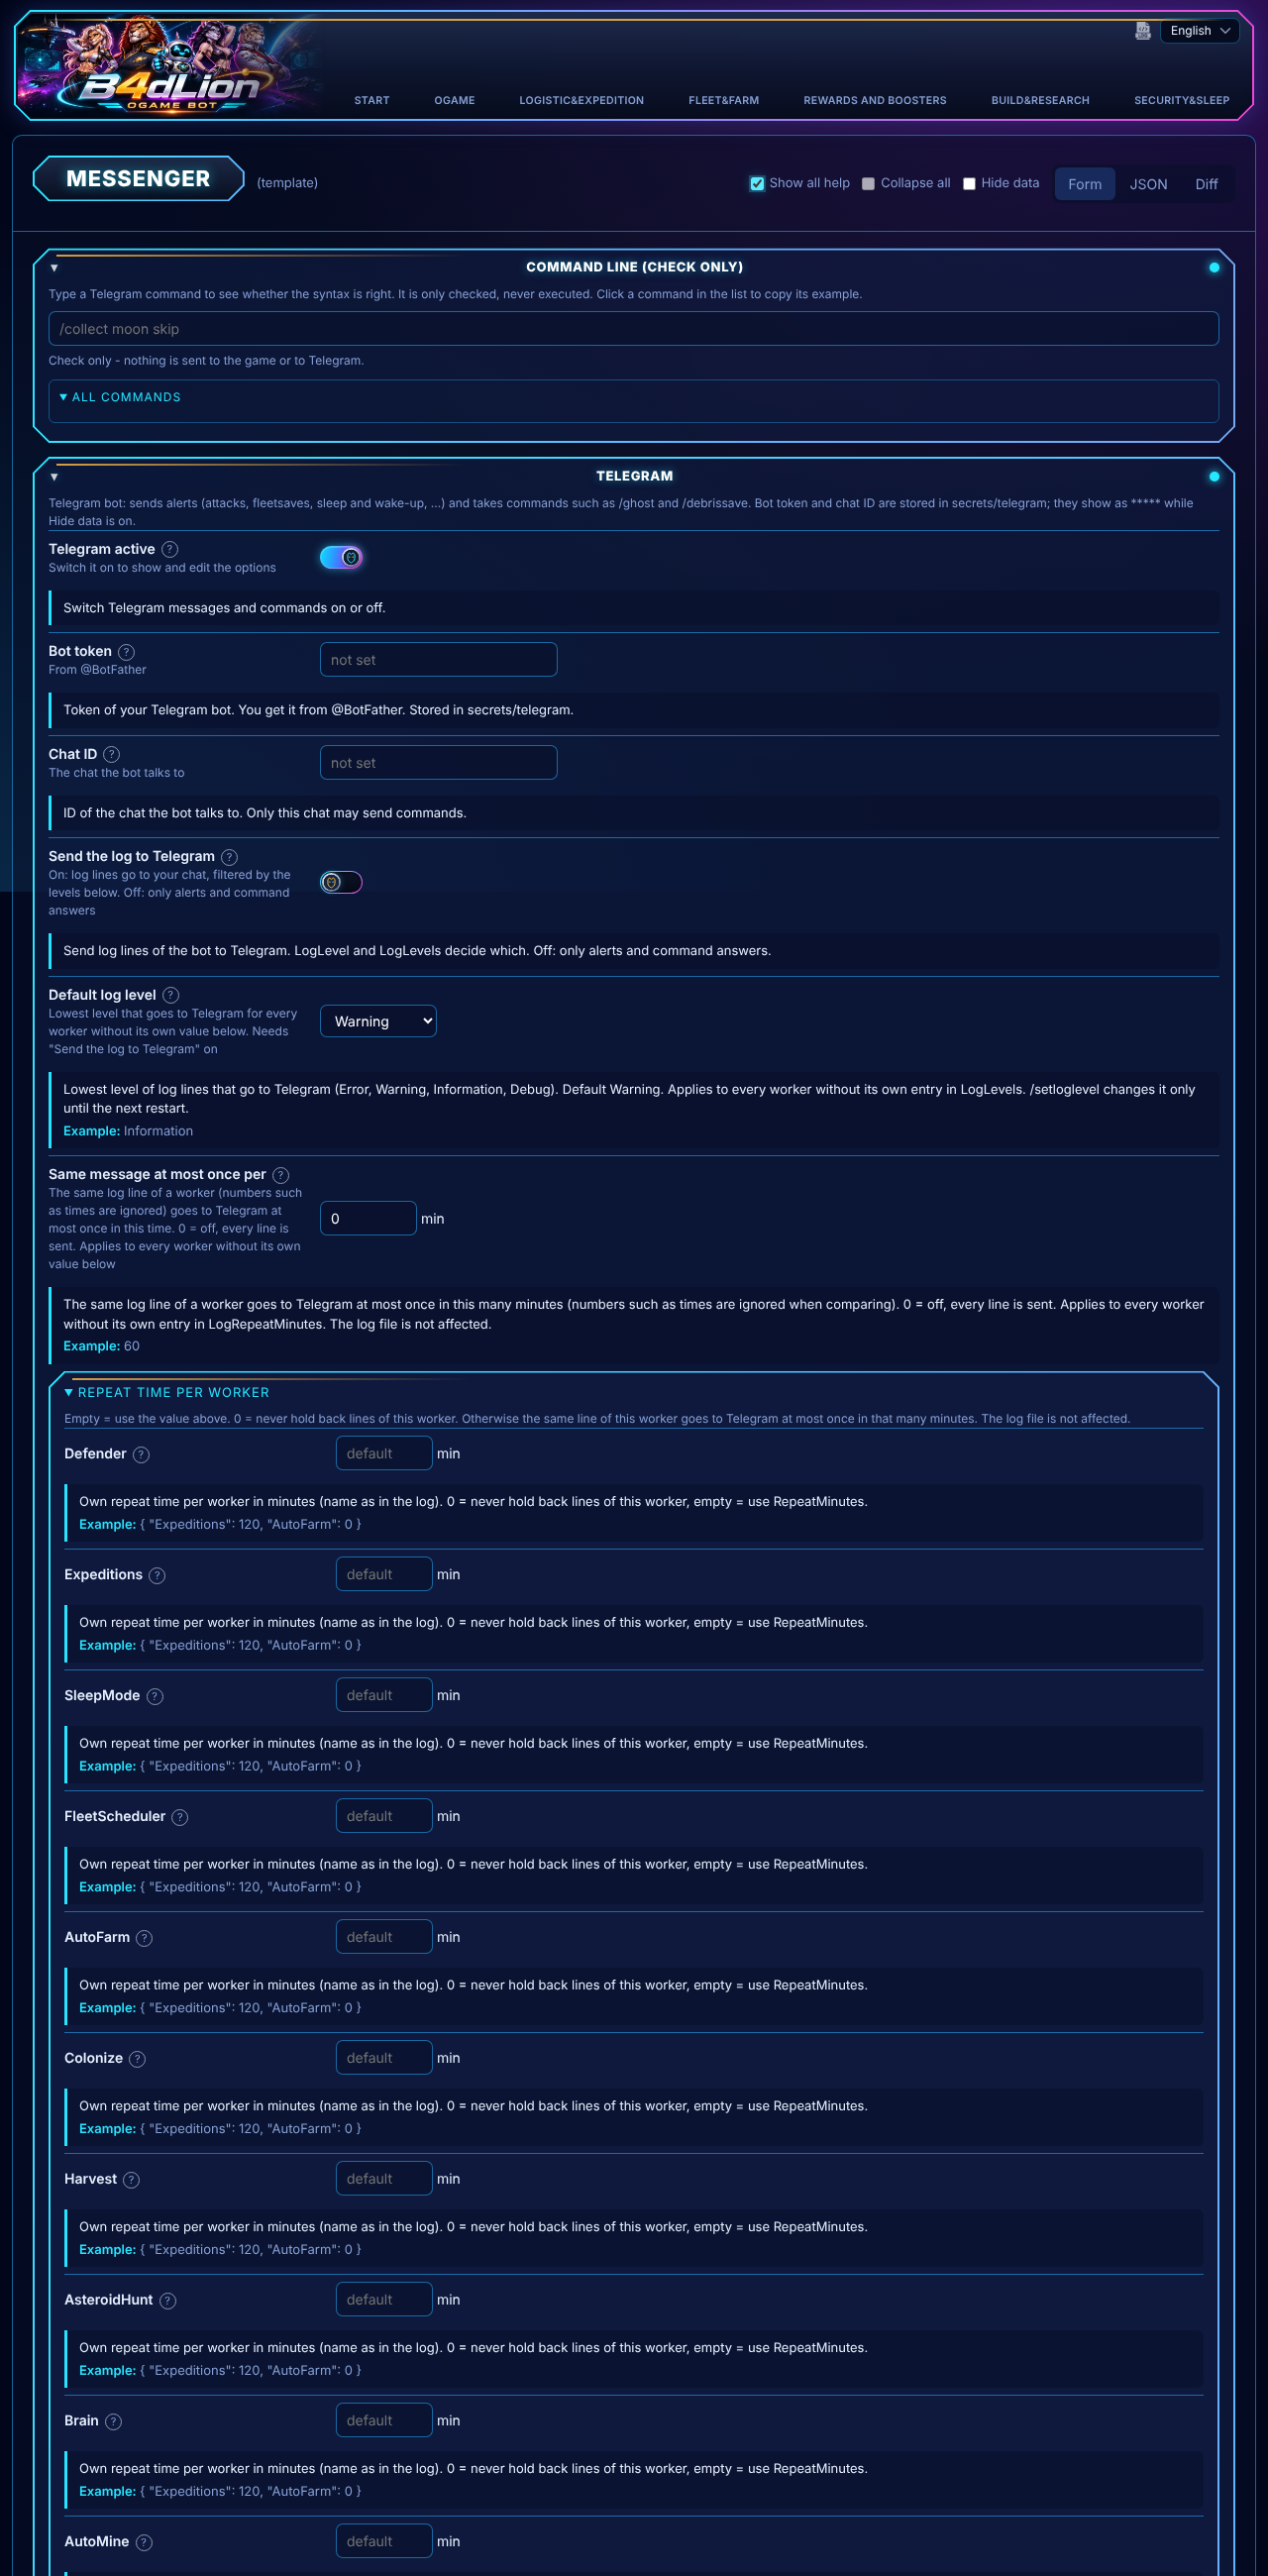 B4dLion
OGAME BOT
English
START
OGAME
LOGISTIC&EXPEDITION
FLEET&FARM
REWARDS AND BOOSTERS
BUILD&RESEARCH
SECURITY&SLEEP
MESSENGER
(template)
Show all help
Collapse all
Hide data
Form
JSON
Diff
▼
COMMAND LINE (CHECK ONLY)
Type a Telegram command to see whether the syntax is right. It is only checked, never executed. Click a command in the list to copy its example.
/collect moon skip
Check only - nothing is sent to the game or to Telegram.
▼ ALL COMMANDS
▼
TELEGRAM
Telegram bot: sends alerts (attacks, fleetsaves, sleep and wake-up, ...) and takes commands such as /ghost and /debrissave. Bot token and chat ID are stored in secrets/telegram; they show as ***** while
Hide data is on.
Telegram active ?
Switch it on to show and edit the options
Switch Telegram messages and commands on or off.
Bot token ?
From @BotFather
not set
Token of your Telegram bot. You get it from @BotFather. Stored in secrets/telegram.
Chat ID ?
The chat the bot talks to
not set
ID of the chat the bot talks to. Only this chat may send commands.
Send the log to Telegram ?
On: log lines go to your chat, filtered by the
levels below. Off: only alerts and command
answers
Send log lines of the bot to Telegram. LogLevel and LogLevels decide which. Off: only alerts and command answers.
Default log level ?
Lowest level that goes to Telegram for every
worker without its own value below. Needs
"Send the log to Telegram" on
Warning
Lowest level of log lines that go to Telegram (Error, Warning, Information, Debug). Default Warning. Applies to every worker without its own entry in LogLevels. /setloglevel changes it only
until the next restart.
Example: Information
Same message at most once per ?
The same log line of a worker (numbers such
as times are ignored) goes to Telegram at
most once in this time. 0 = off, every line is
sent. Applies to every worker without its own
value below
0 min
The same log line of a worker goes to Telegram at most once in this many minutes (numbers such as times are ignored when comparing). 0 = off, every line is sent. Applies to every worker
without its own entry in LogRepeatMinutes. The log file is not affected.
Example: 60
▼ REPEAT TIME PER WORKER
Empty = use the value above. 0 = never hold back lines of this worker. Otherwise the same line of this worker goes to Telegram at most once in that many minutes. The log file is not affected.
Defender ? default min
Own repeat time per worker in minutes (name as in the log). 0 = never hold back lines of this worker, empty = use RepeatMinutes.
Example: { "Expeditions": 120, "AutoFarm": 0 }
Expeditions ? default min
Own repeat time per worker in minutes (name as in the log). 0 = never hold back lines of this worker, empty = use RepeatMinutes.
Example: { "Expeditions": 120, "AutoFarm": 0 }
SleepMode ? default min
Own repeat time per worker in minutes (name as in the log). 0 = never hold back lines of this worker, empty = use RepeatMinutes.
Example: { "Expeditions": 120, "AutoFarm": 0 }
FleetScheduler ? default min
Own repeat time per worker in minutes (name as in the log). 0 = never hold back lines of this worker, empty = use RepeatMinutes.
Example: { "Expeditions": 120, "AutoFarm": 0 }
AutoFarm ? default min
Own repeat time per worker in minutes (name as in the log). 0 = never hold back lines of this worker, empty = use RepeatMinutes.
Example: { "Expeditions": 120, "AutoFarm": 0 }
Colonize ? default min
Own repeat time per worker in minutes (name as in the log). 0 = never hold back lines of this worker, empty = use RepeatMinutes.
Example: { "Expeditions": 120, "AutoFarm": 0 }
Harvest ? default min
Own repeat time per worker in minutes (name as in the log). 0 = never hold back lines of this worker, empty = use RepeatMinutes.
Example: { "Expeditions": 120, "AutoFarm": 0 }
AsteroidHunt ? default min
Own repeat time per worker in minutes (name as in the log). 0 = never hold back lines of this worker, empty = use RepeatMinutes.
Example: { "Expeditions": 120, "AutoFarm": 0 }
Brain ? default min
Own repeat time per worker in minutes (name as in the log). 0 = never hold back lines of this worker, empty = use RepeatMinutes.
Example: { "Expeditions": 120, "AutoFarm": 0 }
AutoMine ? default min